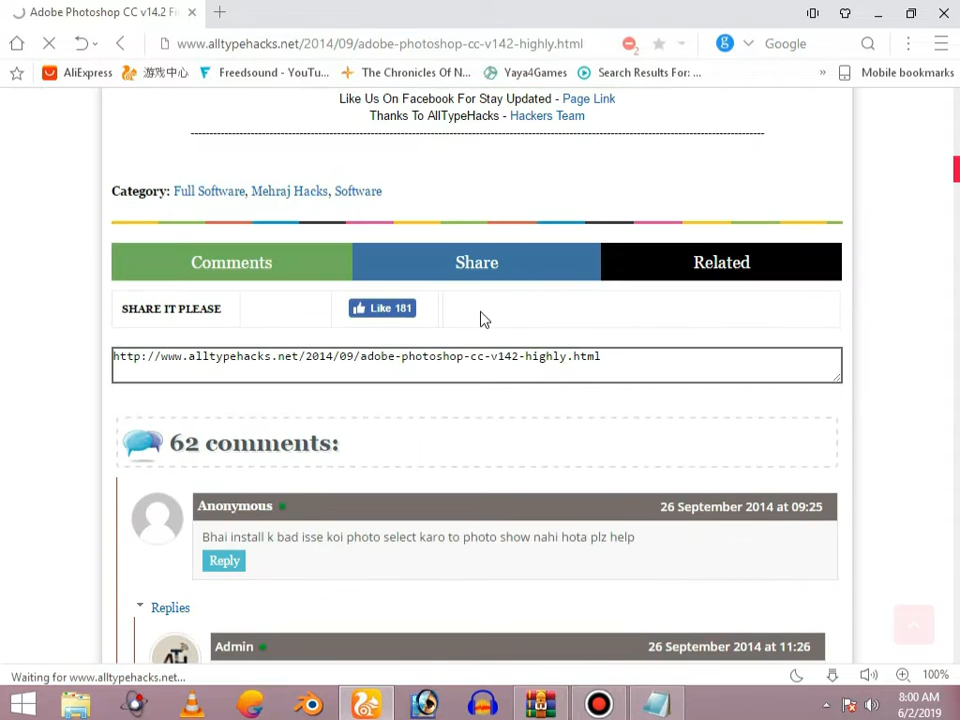 Adobe Photoshop CC v14.2 Fi
www.alltypehacks.net/2014/09/adobe-photoshop-cc-v142-highly.html
2
g
Google
AliExpress
游戏中心
Freedsound - YouTu...
The Chronicles Of N...
Yaya4Games
Search Results For: ...
»
Mobile bookmarks
Like Us On Facebook For Stay Updated - Page Link
Thanks To AllTypeHacks - Hackers Team
Category: Full Software, Mehraj Hacks, Software
Comments
Share
Related
SHARE IT PLEASE
Like 181
http://www.alltypehacks.net/2014/09/adobe-photoshop-cc-v142-highly.html
62 comments:
Anonymous
26 September 2014 at 09:25
Bhai install k bad isse koi photo select karo to photo show nahi hota plz help
Reply
Replies
Admin
26 September 2014 at 11:26
Waiting for www.alltypehacks.net...
100%
8:00 AM
6/2/2019